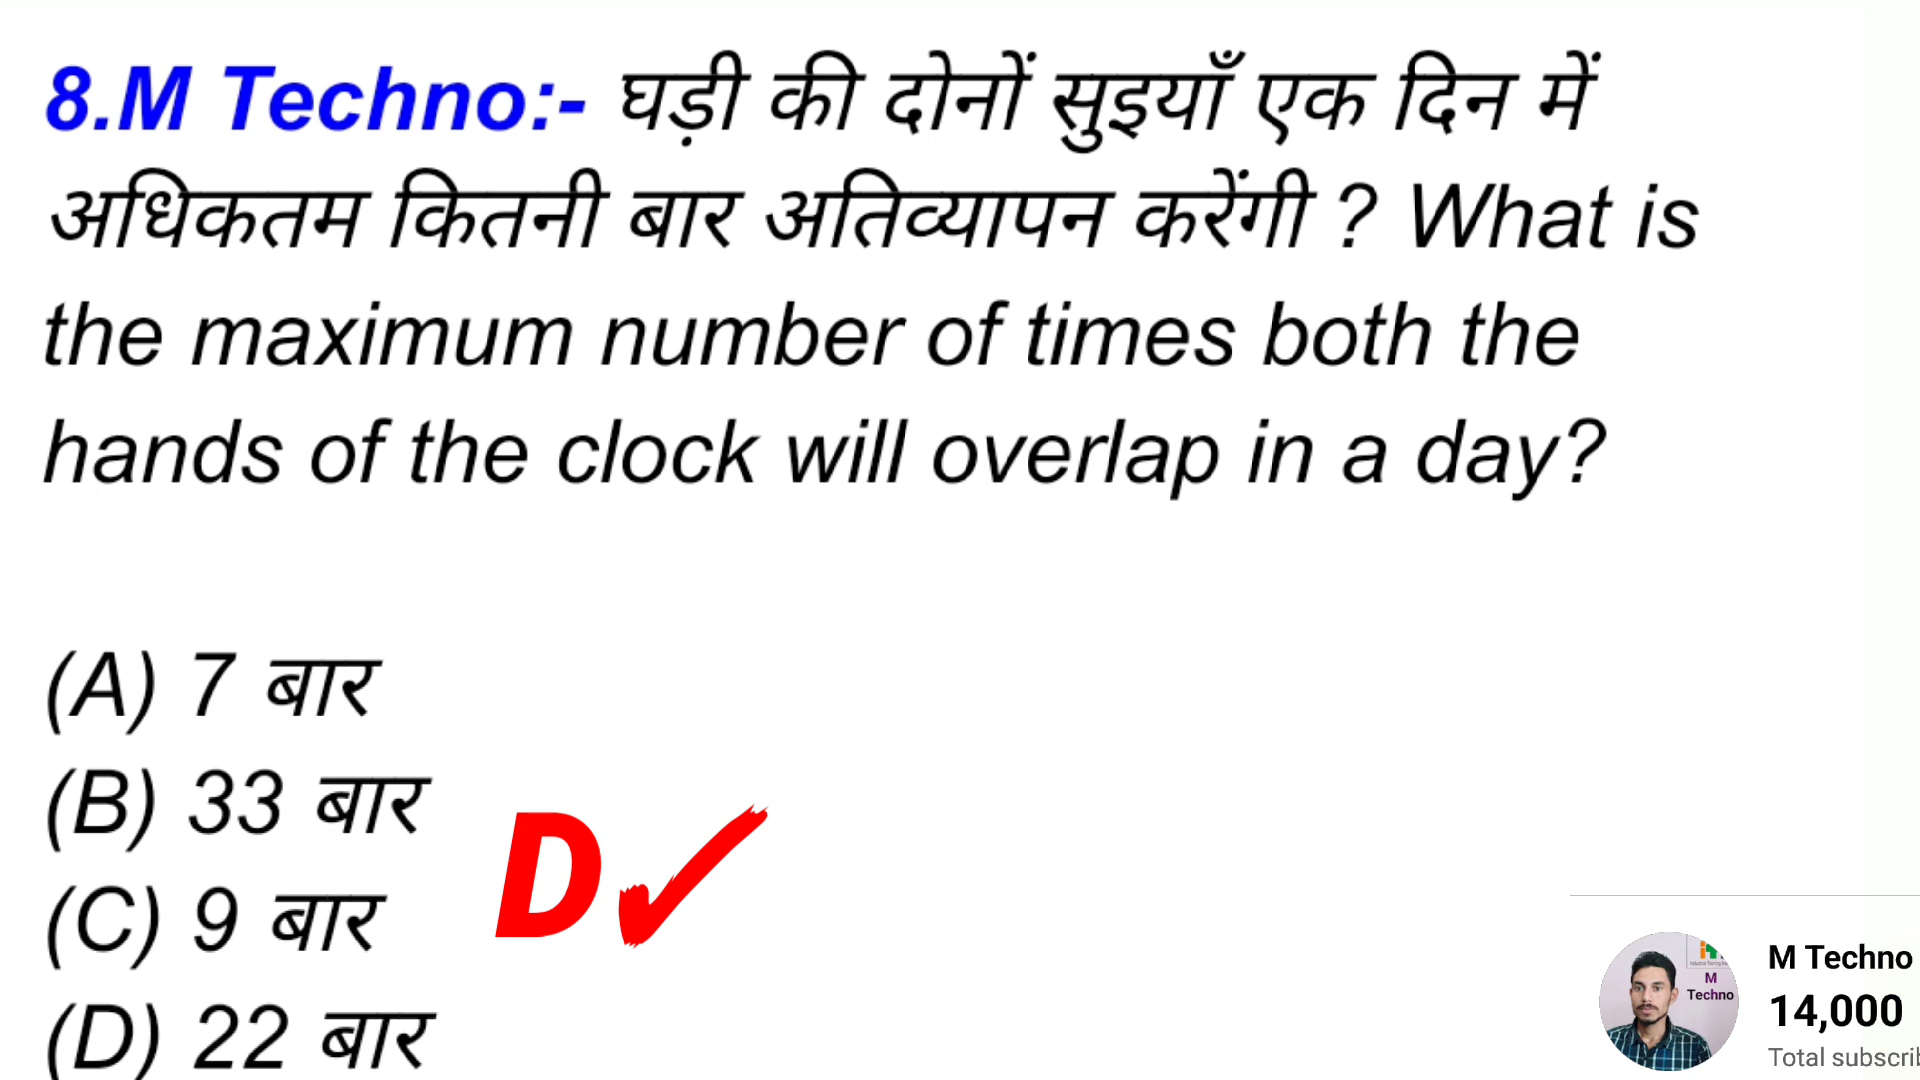 8.M Techno:- घड़ी की दोनों सुइयाँ एक दिन में
अधिकतम कितनी बार अतिव्यापन करेंगी ? What is
the maximum number of times both the
hands of the clock will overlap in a day?
(A) 7 बार
(B) 33 बार
(C) 9 बार
(D) 22 बार
D✓
M
Techno
M Techno
14,000
Total